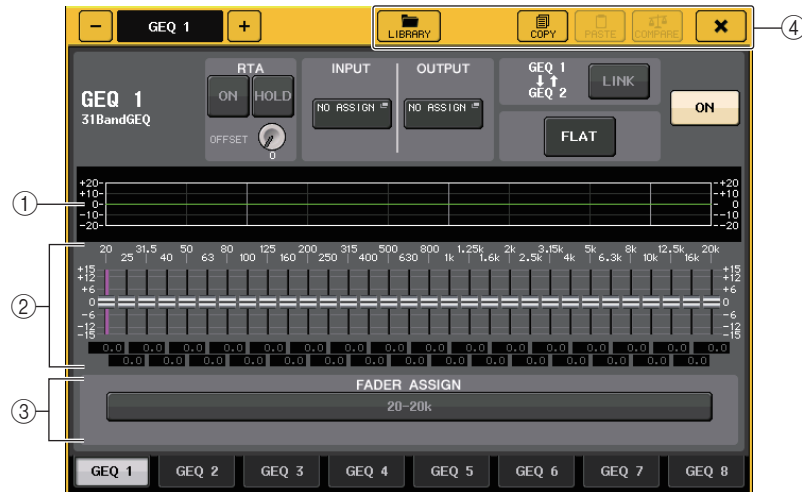 − GEQ 1 + LIBRARY COPY PASTE COMPARE × ④
GEQ 1
31BandGEQ
RTA
ON HOLD
OFFSET
0
INPUT
NO ASSIGN
OUTPUT
NO ASSIGN
GEQ 1
↓↑
GEQ 2
LINK
FLAT
ON
①
+20 +20
+10 +10
0 0
-10 -10
-20 -20
②
20 31.5 50 80 125 200 315 500 800 1.25k 2k 3.15k 5k 8k 12.5k 20k
25 40 63 100 160 250 400 630 1k 1.6k 2.5k 4k 6.3k 10k 16k
+15 +15
+12 +12
+6 +6
0 0
-6 -6
-12 -12
-15 -15
0.0 0.0 0.0 0.0 0.0 0.0 0.0 0.0 0.0 0.0 0.0 0.0 0.0 0.0 0.0 0.0
0.0 0.0 0.0 0.0 0.0 0.0 0.0 0.0 0.0 0.0 0.0 0.0 0.0 0.0 0.0
③
FADER ASSIGN
20-20k
GEQ 1 GEQ 2 GEQ 3 GEQ 4 GEQ 5 GEQ 6 GEQ 7 GEQ 8